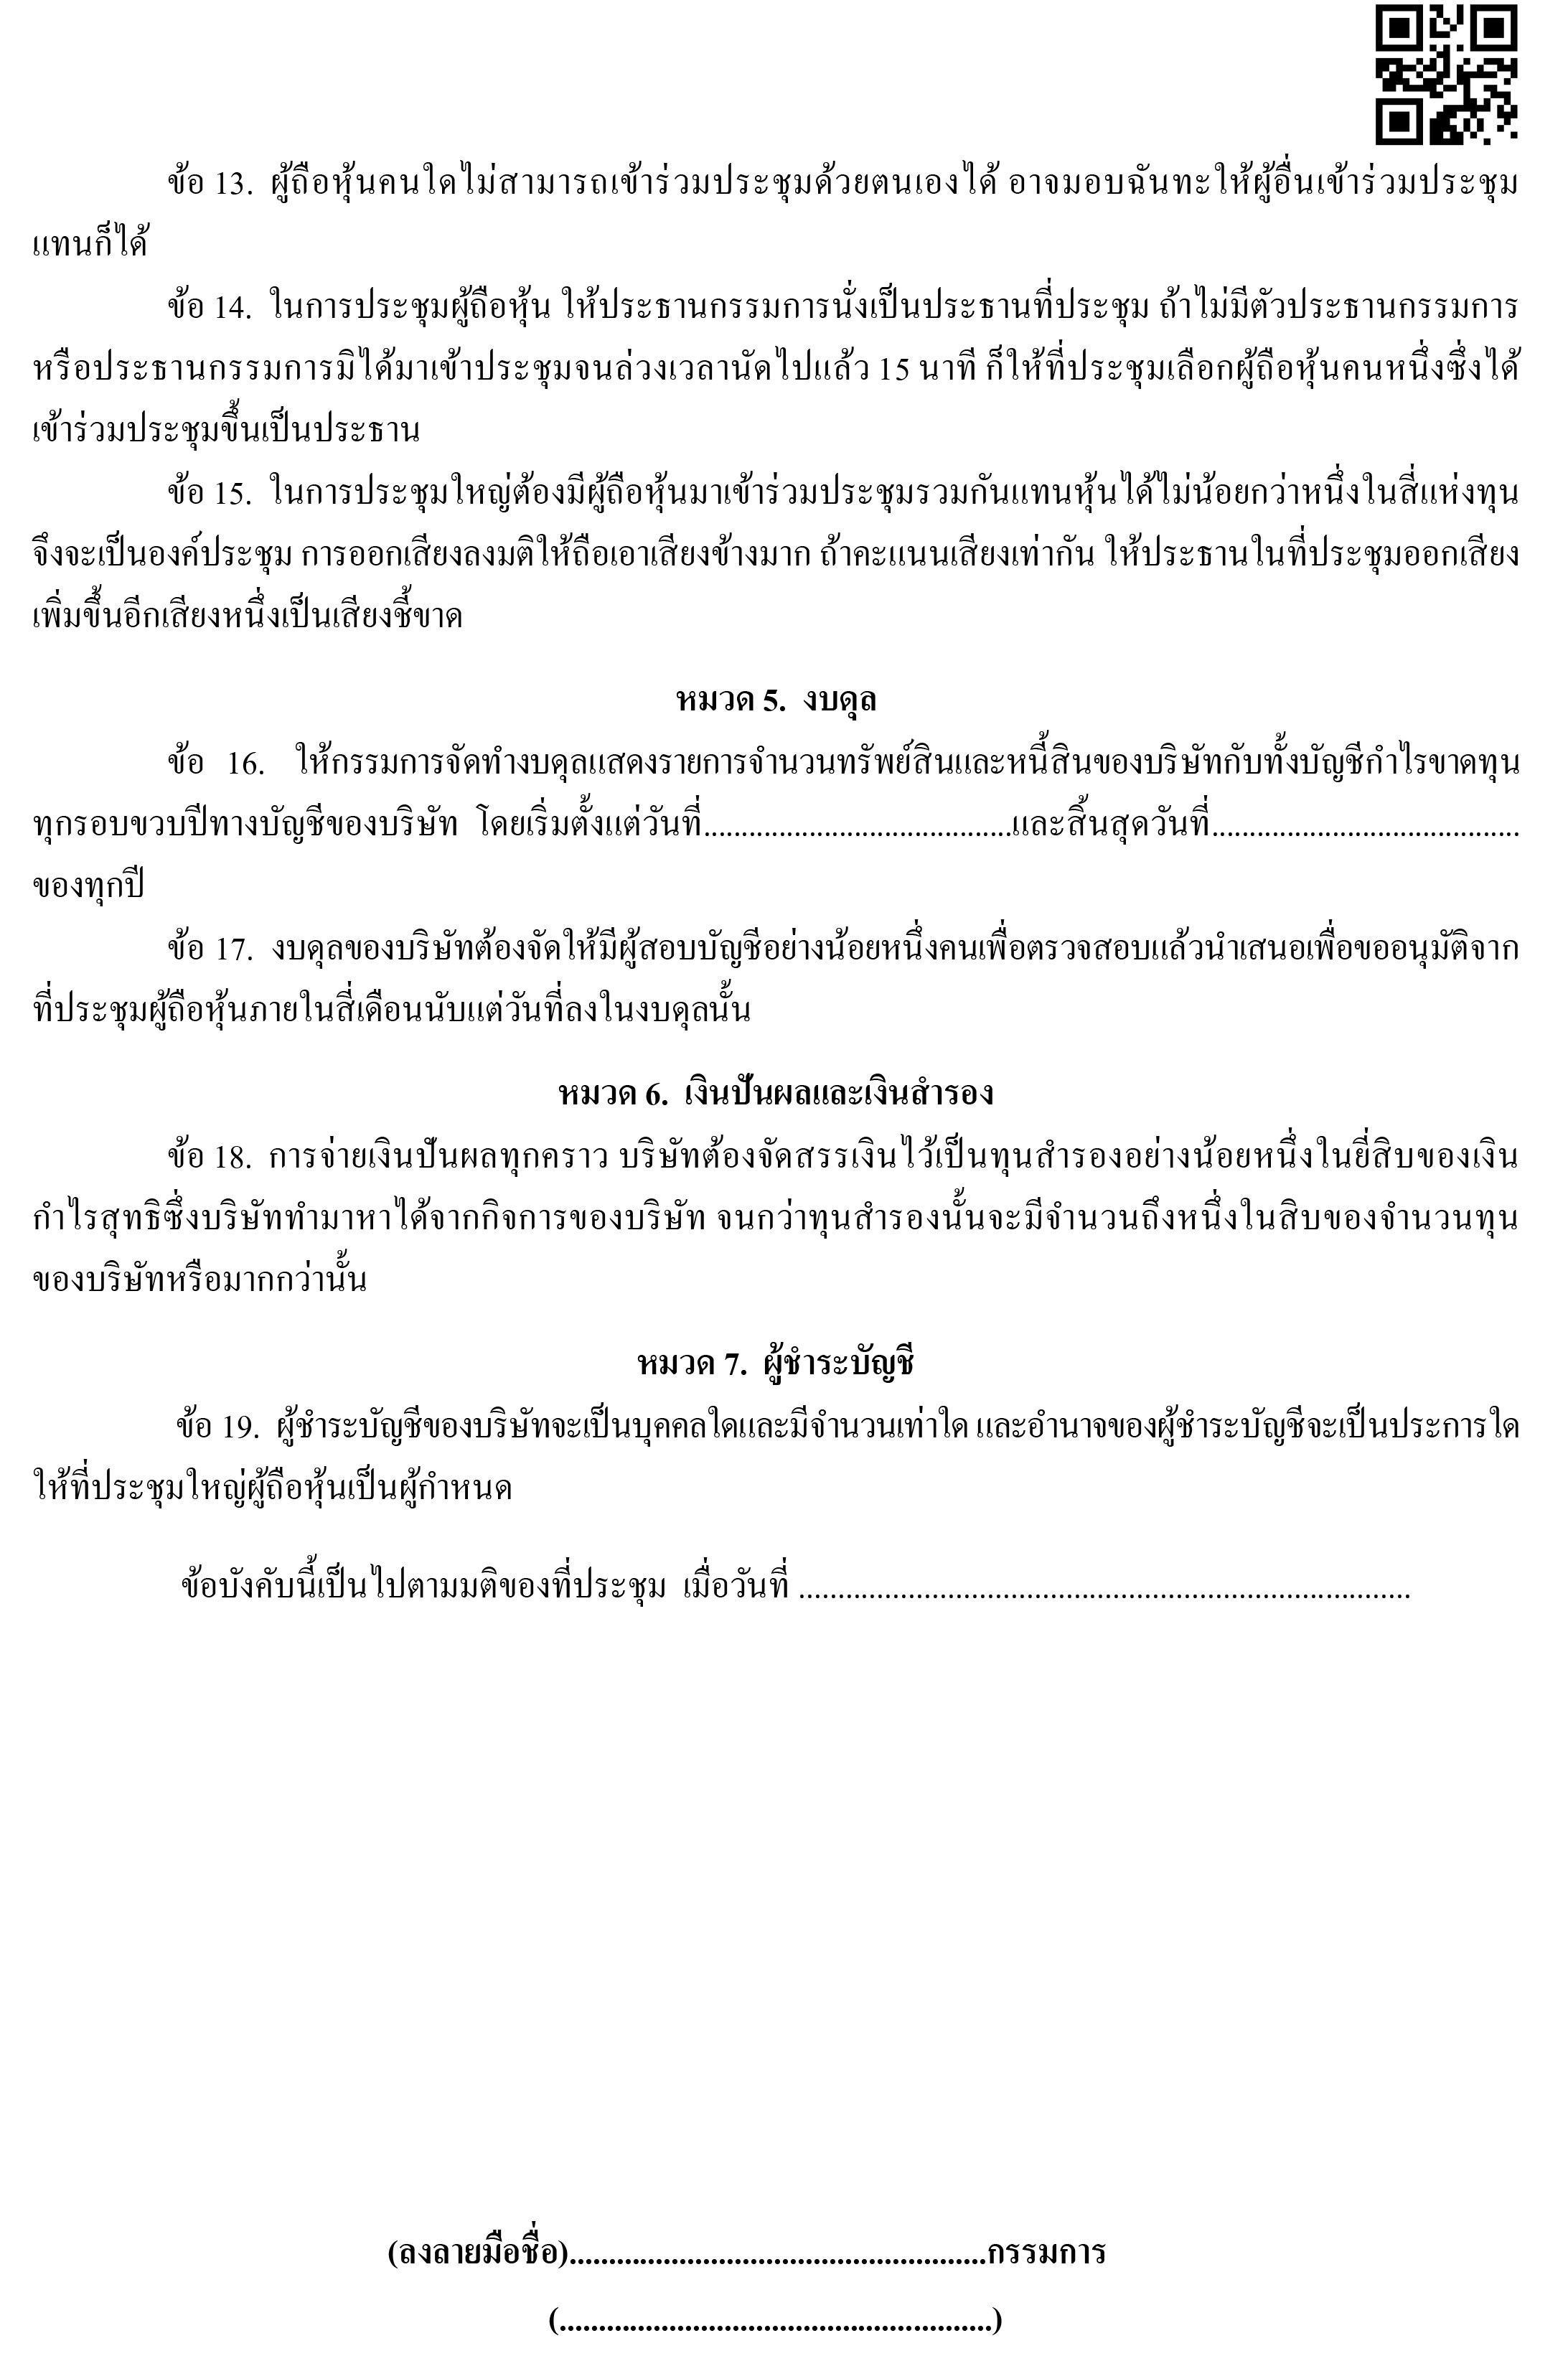 ข้อ 13.  ผู้ถือหุ้นคนใดไม่สามารถเข้าร่วมประชุมด้วยตนเองได้ อาจมอบฉันทะให้ผู้อื่นเข้าร่วมประชุม
แทนก็ได้
ข้อ 14.  ในการประชุมผู้ถือหุ้น ให้ประธานกรรมการนั่งเป็นประธานที่ประชุม ถ้าไม่มีตัวประธานกรรมการ
หรือประธานกรรมการมิได้มาเข้าประชุมจนล่วงเวลานัดไปแล้ว 15 นาที ก็ให้ที่ประชุมเลือกผู้ถือหุ้นคนหนึ่งซึ่งได้
เข้าร่วมประชุมขึ้นเป็นประธาน
ข้อ 15.  ในการประชุมใหญ่ต้องมีผู้ถือหุ้นมาเข้าร่วมประชุมรวมกันแทนหุ้นได้ไม่น้อยกว่าหนึ่งในสี่แห่งทุน
จึงจะเป็นองค์ประชุม การออกเสียงลงมติให้ถือเอาเสียงข้างมาก ถ้าคะแนนเสียงเท่ากัน ให้ประธานในที่ประชุมออกเสียง
เพิ่มขึ้นอีกเสียงหนึ่งเป็นเสียงชี้ขาด
หมวด 5.  งบดุล
ข้อ 16.  ให้กรรมการจัดทำงบดุลแสดงรายการจำนวนทรัพย์สินและหนี้สินของบริษัทกับทั้งบัญชีกำไรขาดทุน
ทุกรอบขวบปีทางบัญชีของบริษัท  โดยเริ่มตั้งแต่วันที่.........................................และสิ้นสุดวันที่.........................................
ของทุกปี
ข้อ 17.  งบดุลของบริษัทต้องจัดให้มีผู้สอบบัญชีอย่างน้อยหนึ่งคนเพื่อตรวจสอบแล้วนำเสนอเพื่อขออนุมัติจาก
ที่ประชุมผู้ถือหุ้นภายในสี่เดือนนับแต่วันที่ลงในงบดุลนั้น
หมวด 6.  เงินปันผลและเงินสำรอง
ข้อ 18.  การจ่ายเงินปันผลทุกคราว บริษัทต้องจัดสรรเงินไว้เป็นทุนสำรองอย่างน้อยหนึ่งในยี่สิบของเงิน
กำไรสุทธิซึ่งบริษัททำมาหาได้จากกิจการของบริษัท จนกว่าทุนสำรองนั้นจะมีจำนวนถึงหนึ่งในสิบของจำนวนทุน
ของบริษัทหรือมากกว่านั้น
หมวด 7.  ผู้ชำระบัญชี
ข้อ 19.  ผู้ชำระบัญชีของบริษัทจะเป็นบุคคลใดและมีจำนวนเท่าใด และอำนาจของผู้ชำระบัญชีจะเป็นประการใด
ให้ที่ประชุมใหญ่ผู้ถือหุ้นเป็นผู้กำหนด
ข้อบังคับนี้เป็นไปตามมติของที่ประชุม  เมื่อวันที่ ..............................................................................
(ลงลายมือชื่อ)......................................................กรรมการ
(........................................................)